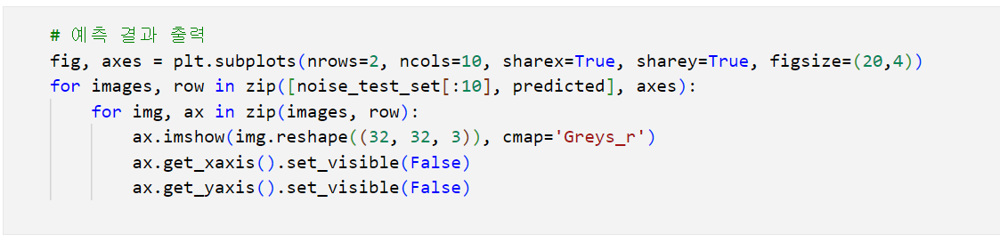 # 예측 결과 출력
fig, axes = plt.subplots(nrows=2, ncols=10, sharex=True, sharey=True, figsize=(20,4))
for images, row in zip([noise_test_set[:10], predicted], axes):
    for img, ax in zip(images, row):
        ax.imshow(img.reshape((32, 32, 3)), cmap='Greys_r')
        ax.get_xaxis().set_visible(False)
        ax.get_yaxis().set_visible(False)